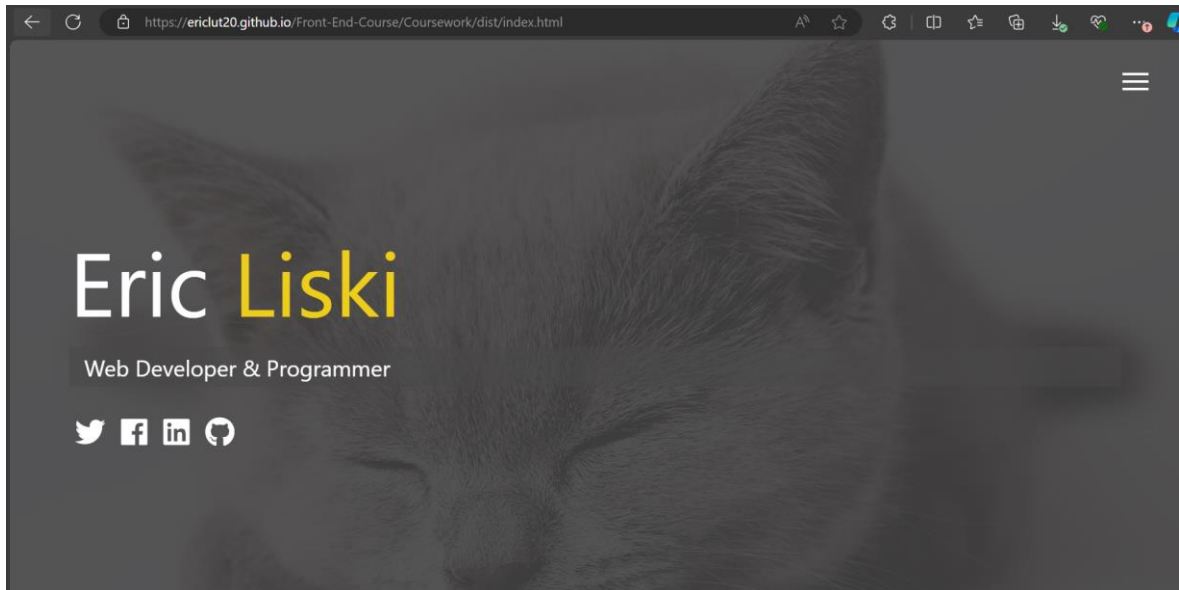 https://ericlut20.github.io/Front-End-Course/Coursework/dist/index.html
Eric Liski
Web Developer & Programmer